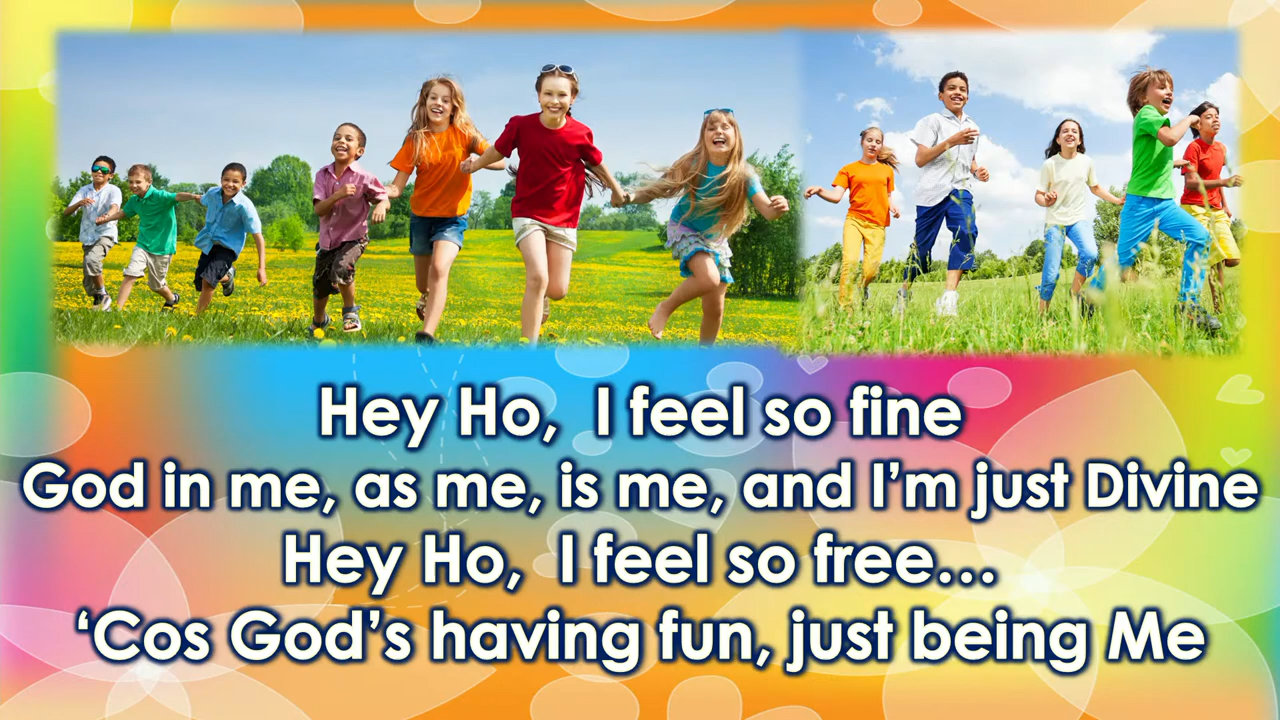 Hey Ho,  I feel so fine
God in me, as me, is me, and I’m just Divine
Hey Ho,  I feel so free…
‘Cos God’s having fun, just being Me